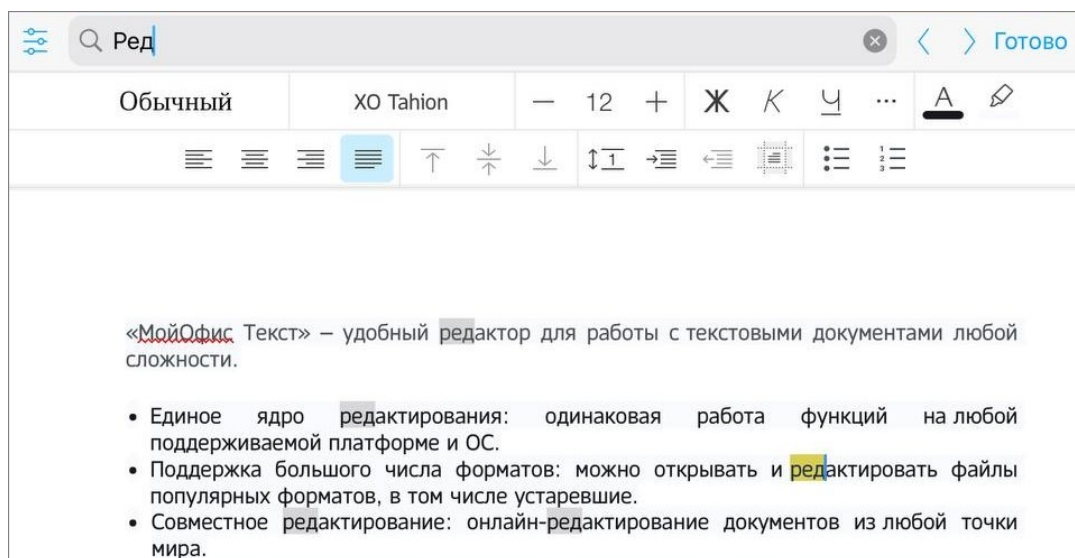 Ред
Готово
Обычный
XO Tahion
12
Ж К Ч ... А
«МойОфис Текст» – удобный редактор для работы с текстовыми документами любой
сложности.
• Единое ядро редактирования: одинаковая работа функций на любой
поддерживаемой платформе и ОС.
• Поддержка большого числа форматов: можно открывать и редактировать файлы
популярных форматов, в том числе устаревшие.
• Совместное редактирование: онлайн-редактирование документов из любой точки
мира.